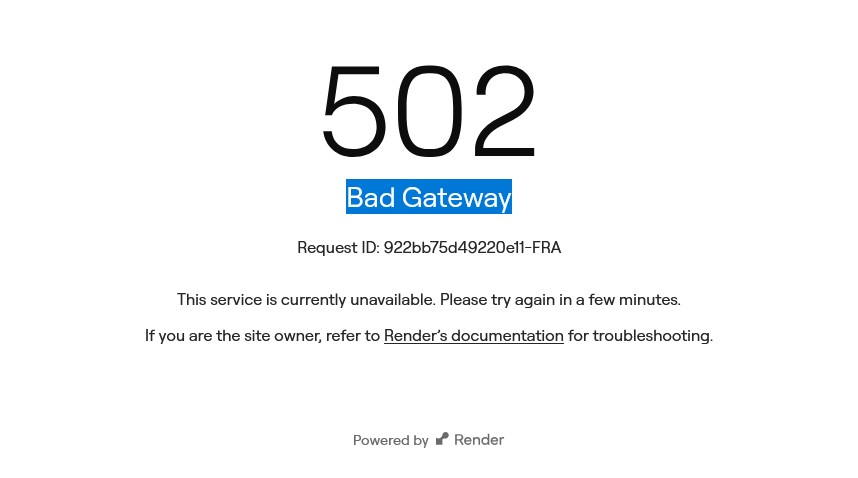 502
Bad Gateway
Request ID: 922bb75d49220e11-FRA
This service is currently unavailable. Please try again in a few minutes.
If you are the site owner, refer to Render's documentation for troubleshooting.
Powered by Render